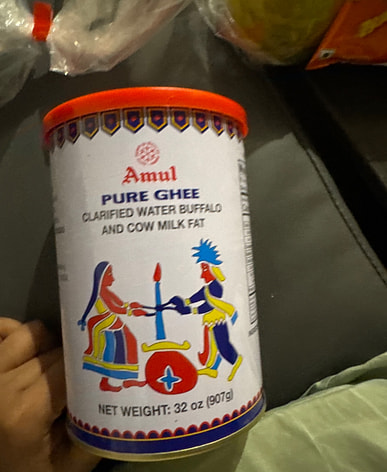 Amul
PURE GHEE
CLARIFIED WATER BUFFALO
AND COW MILK FAT
NET WEIGHT: 32 oz (907g)